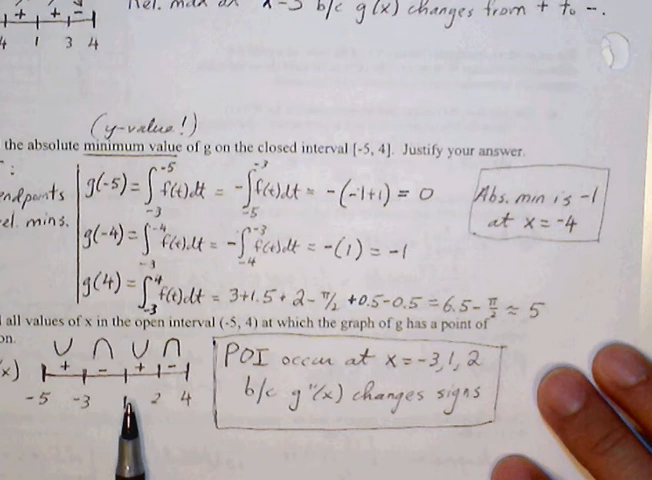 + + -
Rel. max at x=3 b/c g'(x) changes from + to -.
4 1 3 4
(y-value!)
the absolute minimum value of g on the closed interval [-5, 4]. Justify your answer.
endpoints
rel. mins.
g(-5) = ∫_{-3}^{-5} f(t)dt = -∫_{-5}^{-3} f(t)dt = -(-1+1) = 0
g(-4) = ∫_{-3}^{-4} f(t)dt = -∫_{-4}^{-3} f(t)dt = -(1) = -1
g(4) = ∫_{-3}^{4} f(t)dt = 3+1.5+2-π/2+0.5-0.5 = 6.5-π/2 ≈ 5
Abs. min is -1
at x = -4
all values of x in the open interval (-5, 4) at which the graph of g has a point of
on.
∪ ∩ ∪ ∩
(x) + - + -
-5 -3 1 2 4
POI occur at x = -3, 1, 2
b/c g"(x) changes signs